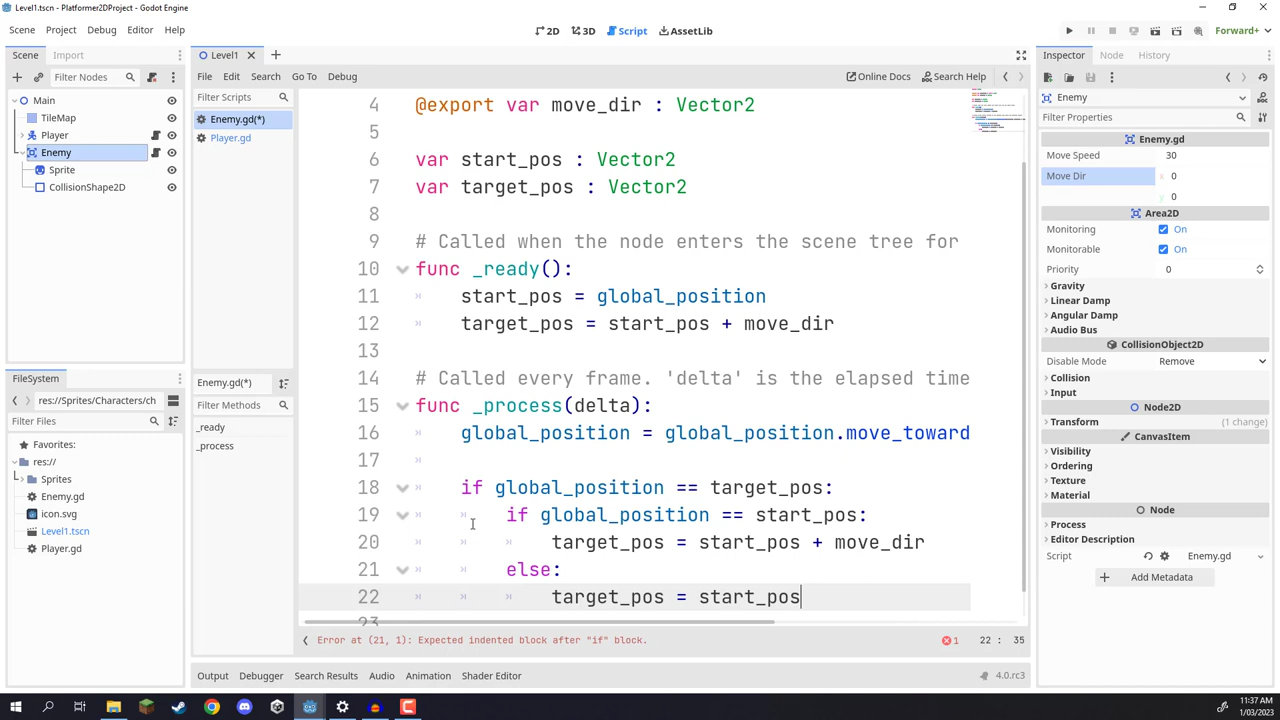 Level1.tscn - Platformer2DProject - Godot Engine
Scene Project Debug Editor Help
2D 3D Script AssetLib
Forward+
Scene Import
Filter Nodes
Main
TileMap
Player
Enemy
Sprite
CollisionShape2D
FileSystem
res://Sprites/Characters/ch
Filter Files
Favorites:
res://
Sprites
Enemy.gd
icon.svg
Level1.tscn
Player.gd
Level1
File Edit Search Go To Debug
Online Docs Search Help
Filter Scripts
Enemy.gd(*)
Player.gd
Enemy.gd(*)
Filter Methods
_ready
_process
4 @export var move_dir : Vector2
5
6 var start_pos : Vector2
7 var target_pos : Vector2
8
9 # Called when the node enters the scene tree for
10 func _ready():
11 start_pos = global_position
12 target_pos = start_pos + move_dir
13
14 # Called every frame. 'delta' is the elapsed time
15 func _process(delta):
16 global_position = global_position.move_toward
17
18 if global_position == target_pos:
19 if global_position == start_pos:
20 target_pos = start_pos + move_dir
21 else:
22 target_pos = start_pos
23
Error at (21, 1): Expected indented block after "if" block.
1 22 : 35
Output Debugger Search Results Audio Animation Shader Editor
4.0.rc3
Inspector Node History
Enemy
Filter Properties
Enemy.gd
Move Speed 30
Move Dir x 0
y 0
Area2D
Monitoring On
Monitorable On
Priority 0
Gravity
Linear Damp
Angular Damp
Audio Bus
CollisionObject2D
Disable Mode Remove
Collision
Input
Node2D
Transform (1 change)
CanvasItem
Visibility
Ordering
Texture
Material
Node
Process
Editor Description
Script Enemy.gd
Add Metadata
11:37 AM
1/03/2023